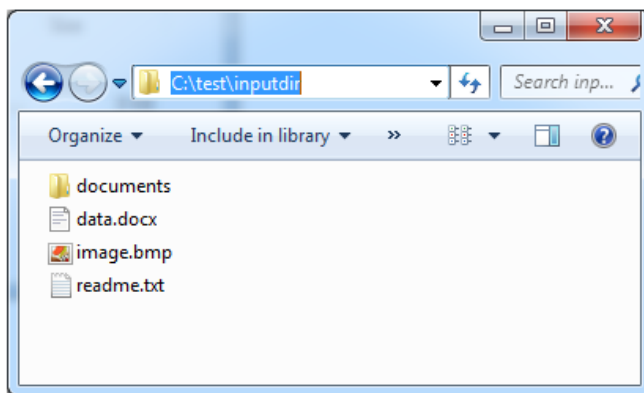 C:\test\inputdir
Search inp...
Organize
Include in library
»
documents
data.docx
image.bmp
readme.txt